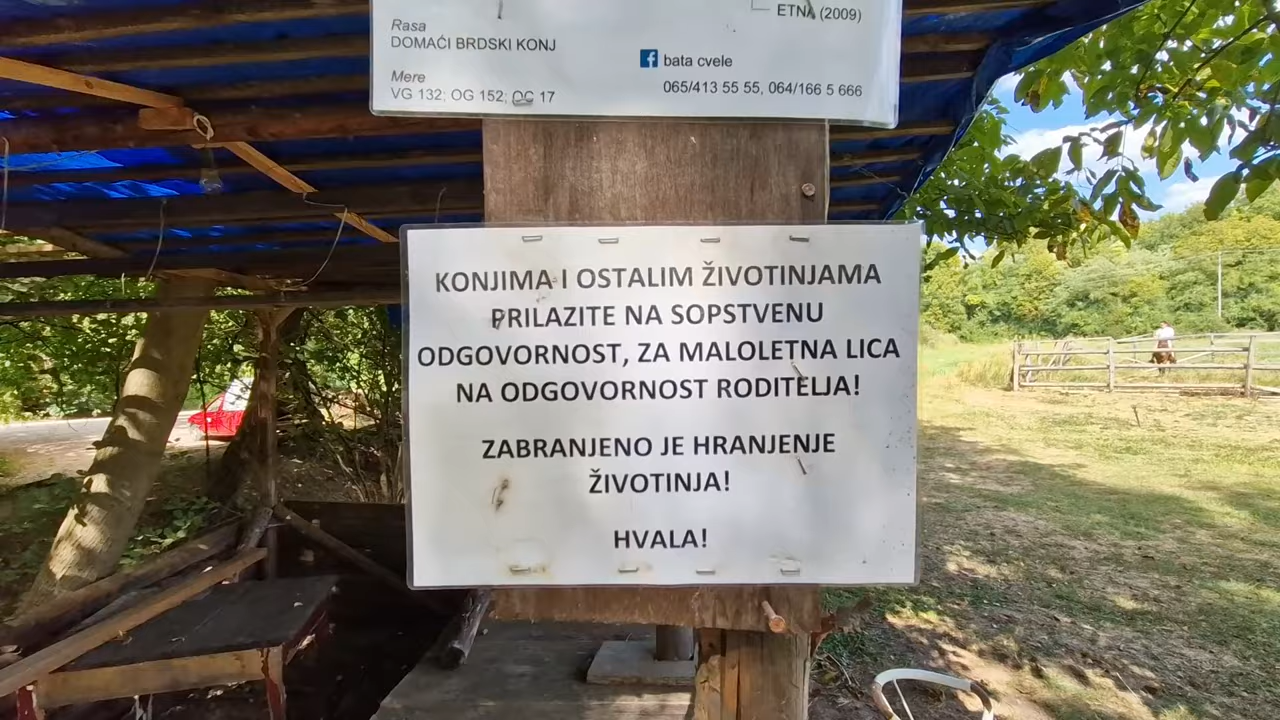 ETNA (2009)
Rasa
DOMAĆI BRDSKI KONJ
bata cvele
Mere
065/413 55 55, 064/166 5 666
VG 132; OG 152; OC 17
KONJIMA I OSTALIM ŽIVOTINJAMA
PRILAZITE NA SOPSTVENU
ODGOVORNOST, ZA MALOLETNA LICA
NA ODGOVORNOST RODITELJA!
ZABRANJENO JE HRANJENJE
ŽIVOTINJA!
HVALA!